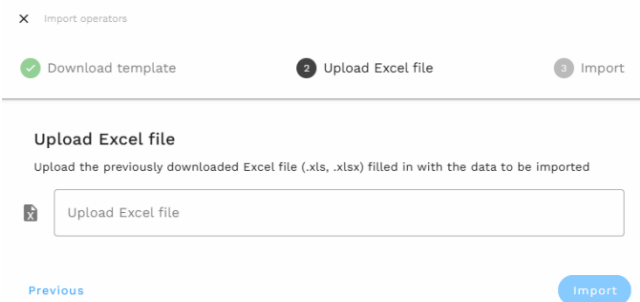 Import operators
Download template
2 Upload Excel file
3 Import
Upload Excel file
Upload the previously downloaded Excel file (.xls, .xlsx) filled in with the data to be imported
X Upload Excel file
Previous
Import